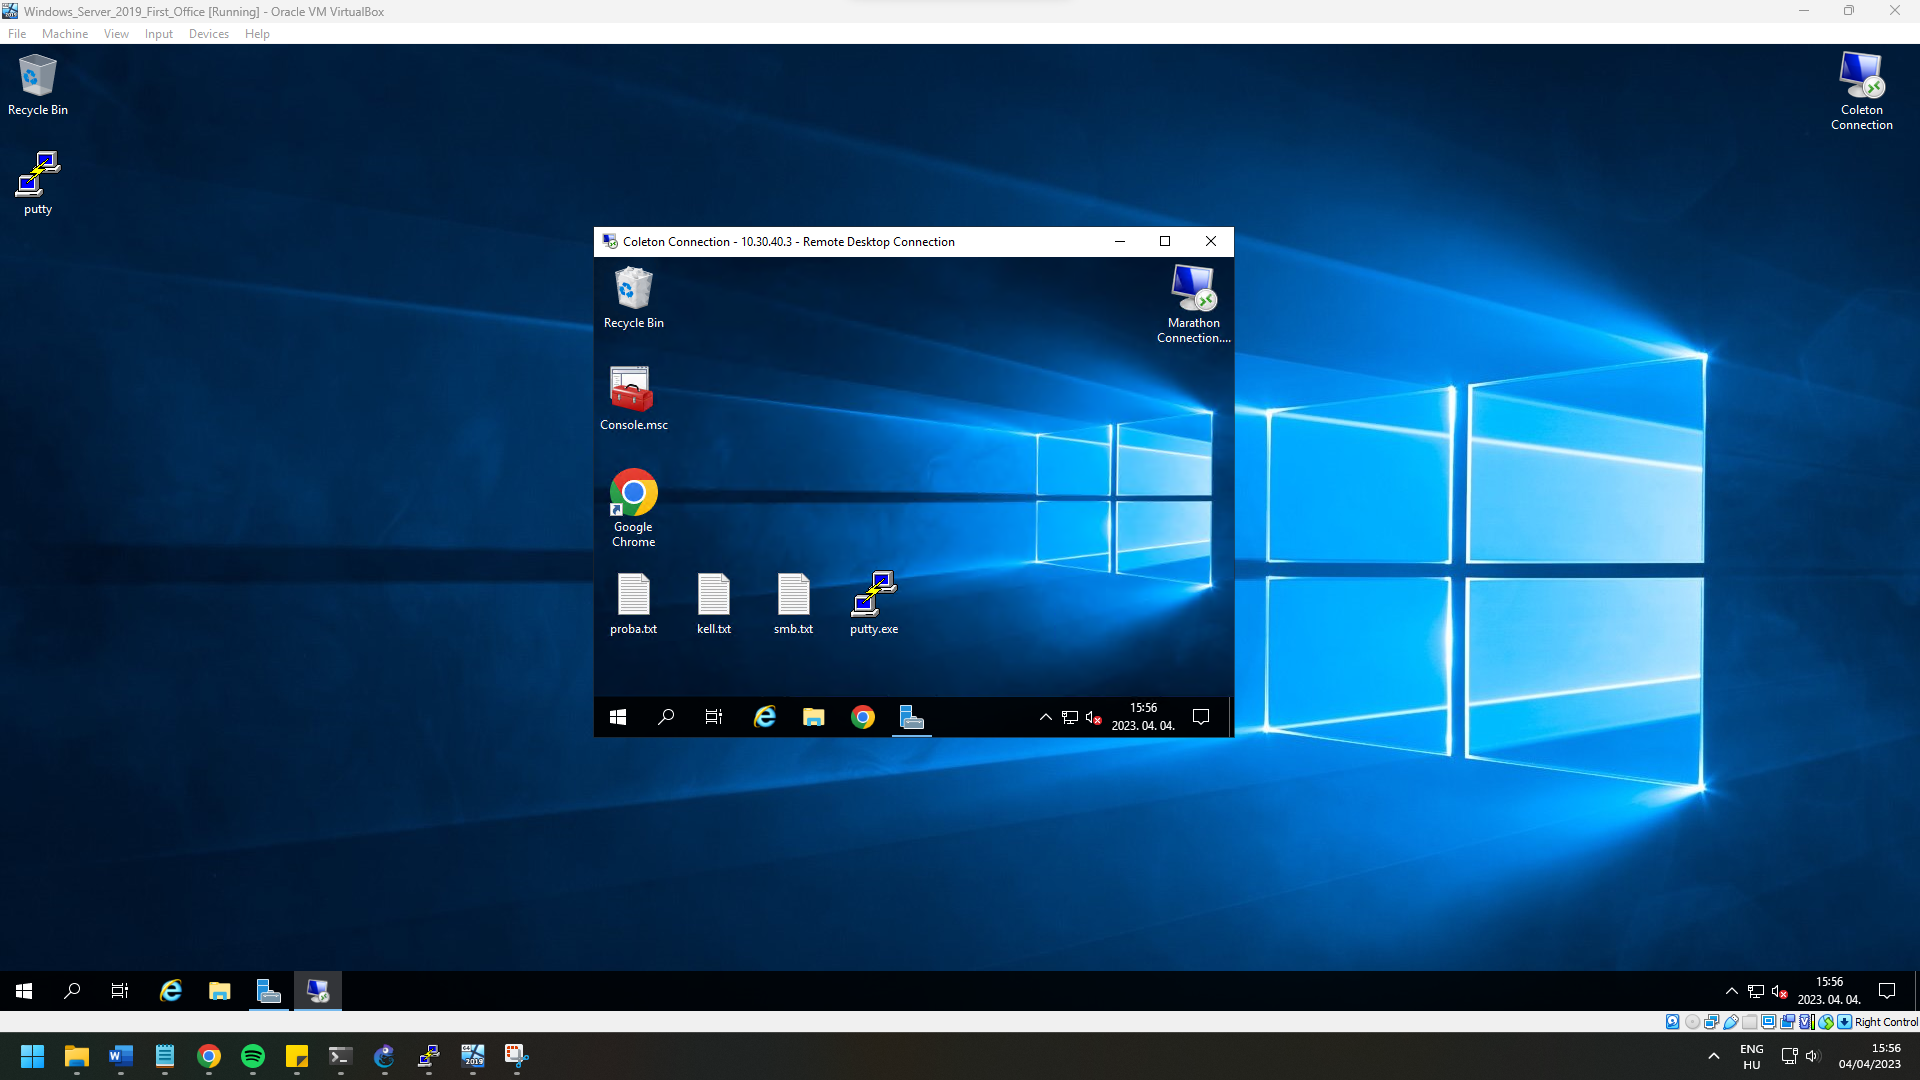 Windows_Server_2019_First_Office [Running] - Oracle VM VirtualBox
File Machine View Input Devices Help
Recycle Bin
Coleton
Connection
putty
Coleton Connection - 10.30.40.3 - Remote Desktop Connection
Recycle Bin
Marathon
Connection....
Console.msc
Google
Chrome
proba.txt
kell.txt
smb.txt
putty.exe
15:56
2023. 04. 04.
15:56
2023. 04. 04.
Right Control
ENG
HU
15:56
04/04/2023